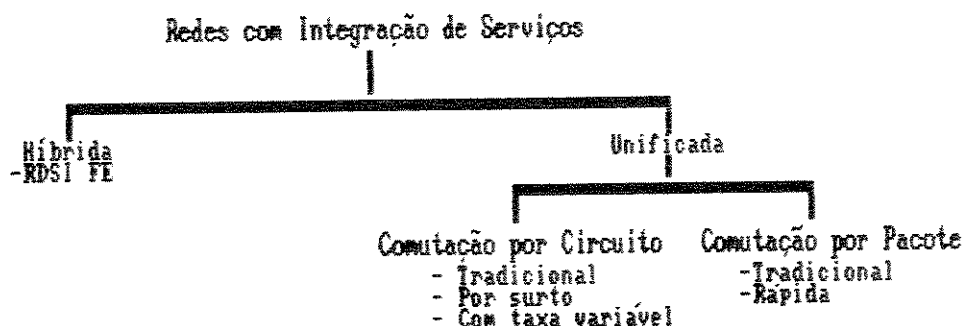 Redes com Integração de Serviços
Híbrida
-RDSI FE
Unificada
Comutação por Circuito
- Tradicional
- Por surto
- Com taxa variável
Comutação por Pacote
-Tradicional
-Rápida